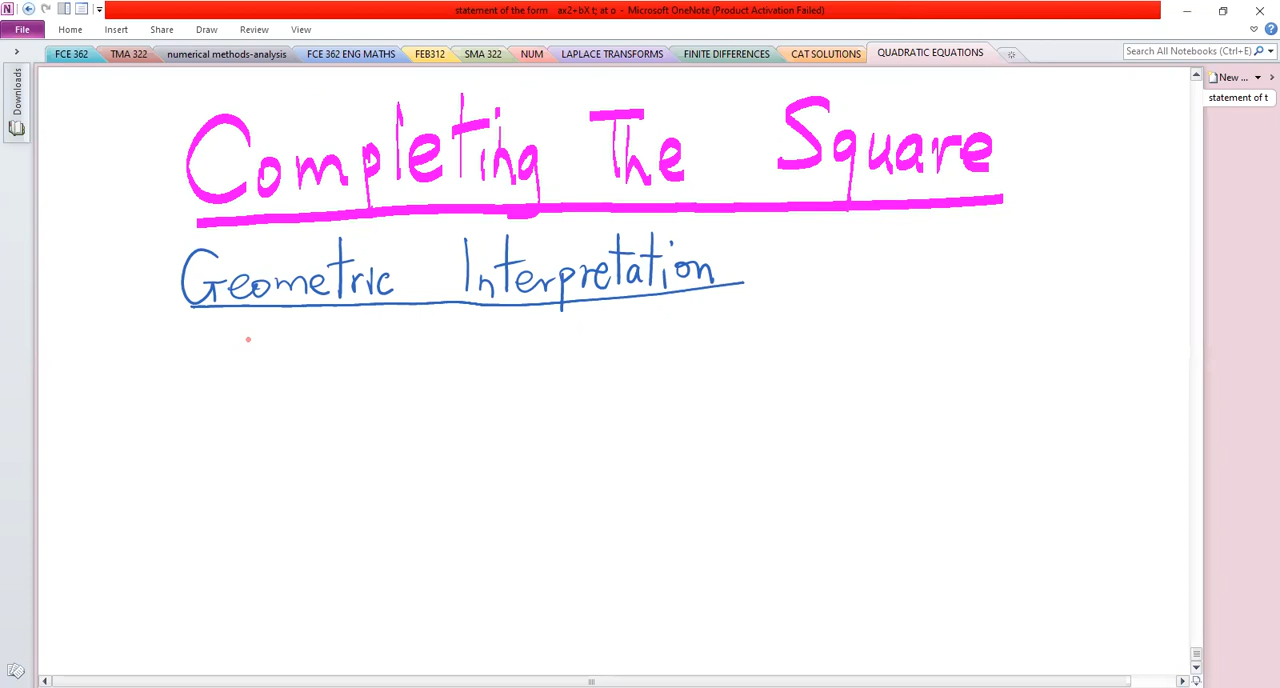 statement of the form ax2+bX t; at o - Microsoft OneNote (Product Activation Failed)
File Home Insert Share Draw Review View
FCE 362 TMA 322 numerical methods-analysis FCE 362 ENG MATHS FEB312 SMA 322 NUM LAPLACE TRANSFORMS FINITE DIFFERENCES CAT SOLUTIONS QUADRATIC EQUATIONS
Search All Notebooks (Ctrl+E)
New ...
statement of t
Downloads
Completing The Square
Geometric Interpretation